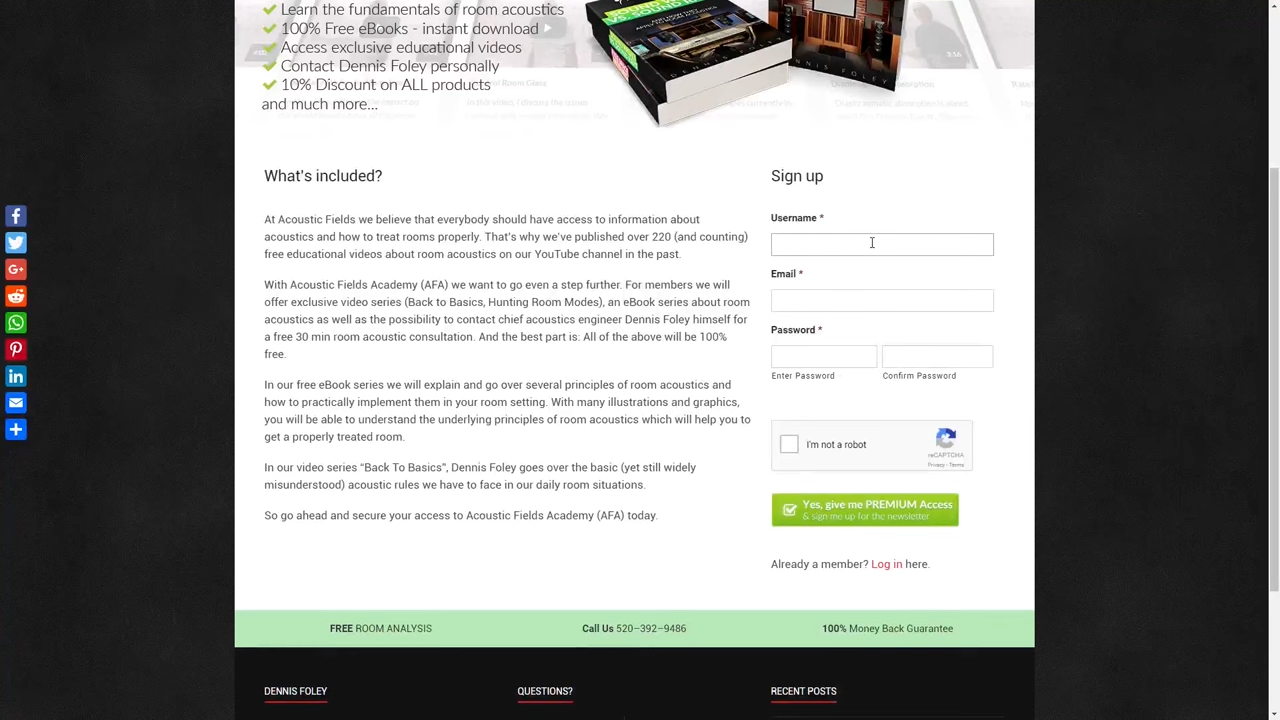 Learn the fundamentals of room acoustics
100% Free eBooks - instant download
Access exclusive educational videos
Contact Dennis Foley personally
10% Discount on ALL products
and much more...
DENNIS FOLEY
3:56
What's included?
At Acoustic Fields we believe that everybody should have access to information about
acoustics and how to treat rooms properly. That's why we've published over 220 (and counting)
free educational videos about room acoustics on our YouTube channel in the past.
With Acoustic Fields Academy (AFA) we want to go even a step further. For members we will
offer exclusive video series (Back to Basics, Hunting Room Modes), an eBook series about room
acoustics as well as the possibility to contact chief acoustics engineer Dennis Foley himself for
a free 30 min room acoustic consultation. And the best part is: All of the above will be 100%
free.
In our free eBook series we will explain and go over several principles of room acoustics and
how to practically implement them in your room setting. With many illustrations and graphics,
you will be able to understand the underlying principles of room acoustics which will help you to
get a properly treated room.
In our video series “Back To Basics”, Dennis Foley goes over the basic (yet still widely
misunderstood) acoustic rules we have to face in our daily room situations.
So go ahead and secure your access to Acoustic Fields Academy (AFA) today.
Sign up
Username *
Email *
Password *
Enter Password
Confirm Password
I'm not a robot
reCAPTCHA
Privacy - Terms
Yes, give me PREMIUM Access
& sign me up for the newsletter
Already a member? Log in here.
FREE ROOM ANALYSIS
Call Us 520–392–9486
100% Money Back Guarantee
DENNIS FOLEY
QUESTIONS?
RECENT POSTS